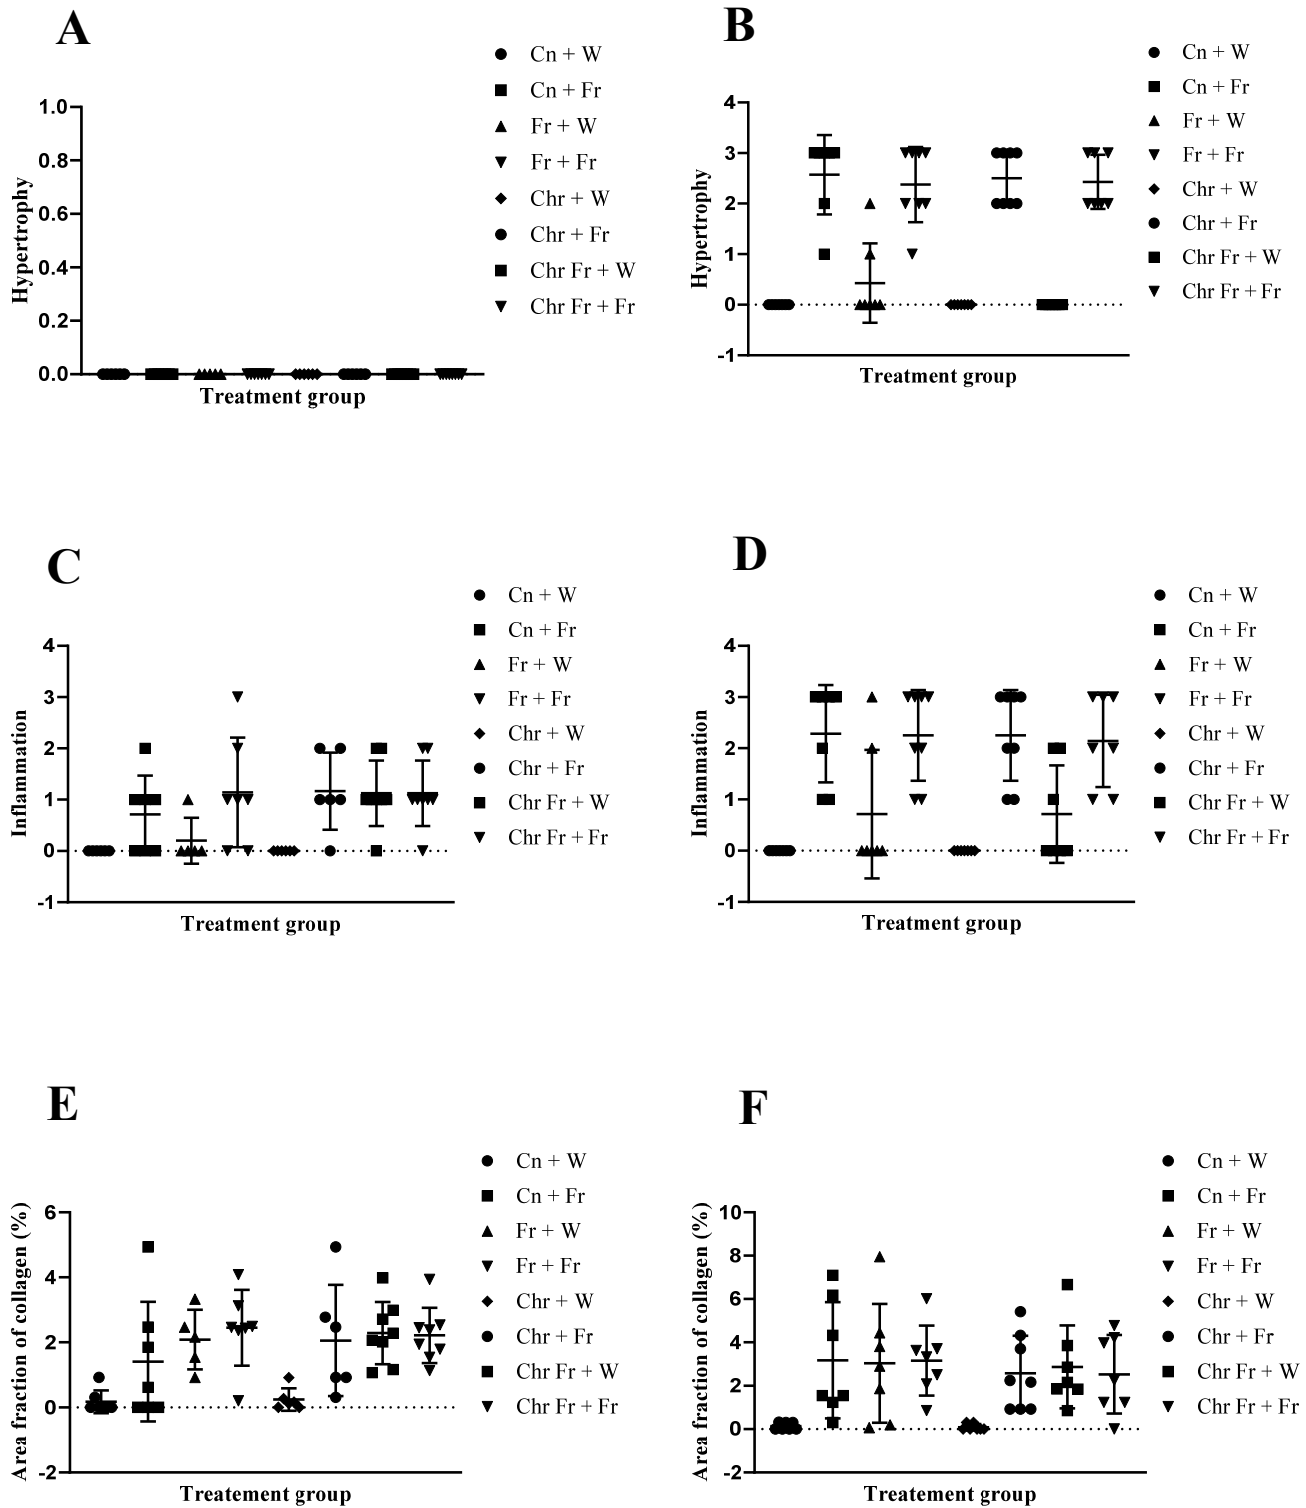 A
Cn + W
Cn + Fr
Fr + W
Fr + Fr
Chr + W
Chr + Fr
Chr Fr + W
Chr Fr + Fr
1.0
0.8
0.6
0.4
0.2
0.0
Hypertrophy
Treatment group
B
Cn + W
Cn + Fr
Fr + W
Fr + Fr
Chr + W
Chr + Fr
Chr Fr + W
Chr Fr + Fr
4
3
2
1
0
-1
Hypertrophy
Treatment group
C
Cn + W
Cn + Fr
Fr + W
Fr + Fr
Chr + W
Chr + Fr
Chr Fr + W
Chr Fr + Fr
4
3
2
1
0
-1
Inflammation
Treatment group
D
Cn + W
Cn + Fr
Fr + W
Fr + Fr
Chr + W
Chr + Fr
Chr Fr + W
Chr Fr + Fr
4
3
2
1
0
-1
Inflammation
Treatment group
E
Cn + W
Cn + Fr
Fr + W
Fr + Fr
Chr + W
Chr + Fr
Chr Fr + W
Chr Fr + Fr
6
4
2
0
-2
Area fraction of collagen (%)
Treatement group
F
Cn + W
Cn + Fr
Fr + W
Fr + Fr
Chr + W
Chr + Fr
Chr Fr + W
Chr Fr + Fr
10
8
6
4
2
0
-2
Area fraction of collagen (%)
Treatement group